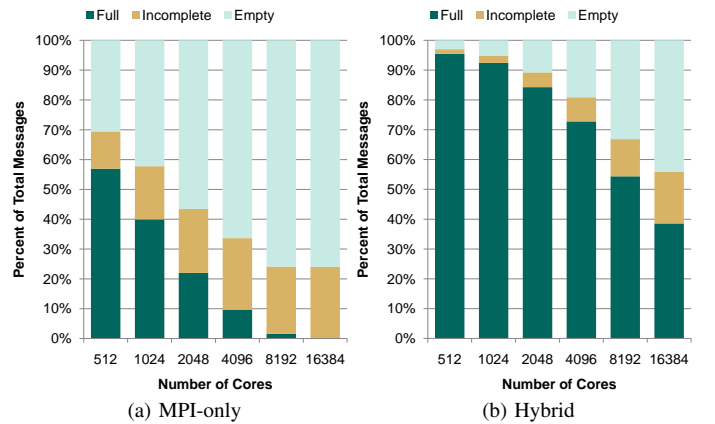 Full Incomplete Empty
100%
90%
80%
70%
60%
50%
40%
30%
20%
10%
0%
Percent of Total Messages
512 1024 2048 4096 8192 16384
Number of Cores
(a) MPI-only
Full Incomplete Empty
100%
90%
80%
70%
60%
50%
40%
30%
20%
10%
0%
Percent of Total Messages
512 1024 2048 4096 8192 16384
Number of Cores
(b) Hybrid